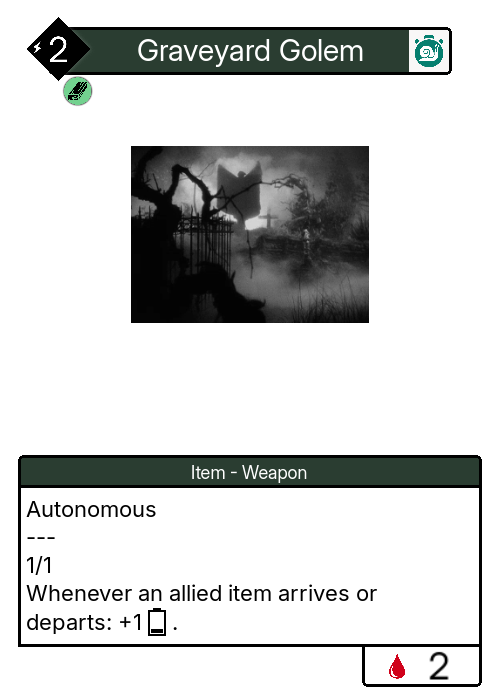 2
Graveyard Golem
Item - Weapon
Autonomous
---
1/1
Whenever an allied item arrives or
departs: +1 .
2